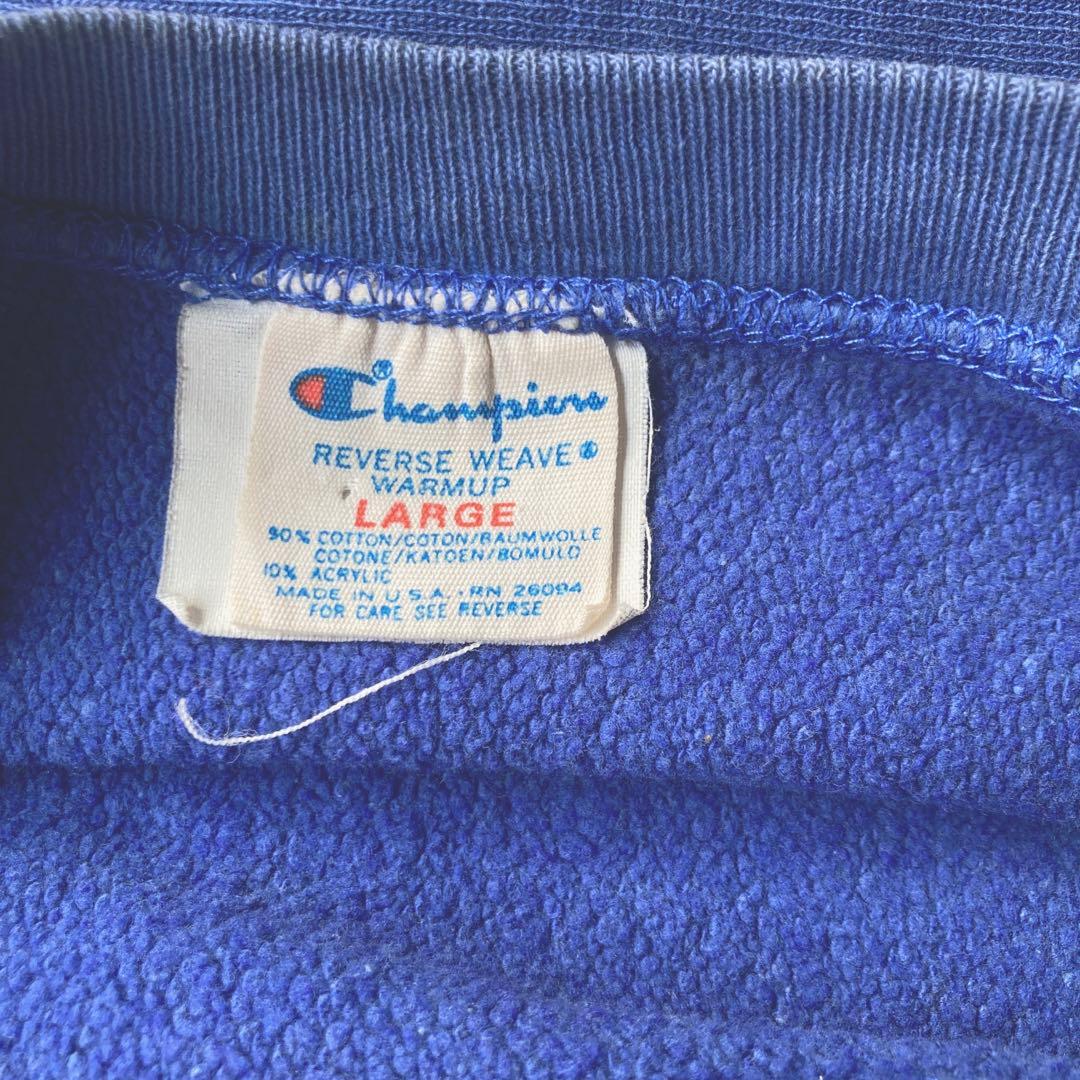 Champion®
REVERSE WEAVE®
WARMUP
LARGE
90% COTTON/COTON/BAUMWOLLE
COTONE/KATOEN/BOMULD
10% ACRYLIC
MADE IN U.S.A. · RN 26094
FOR CARE SEE REVERSE